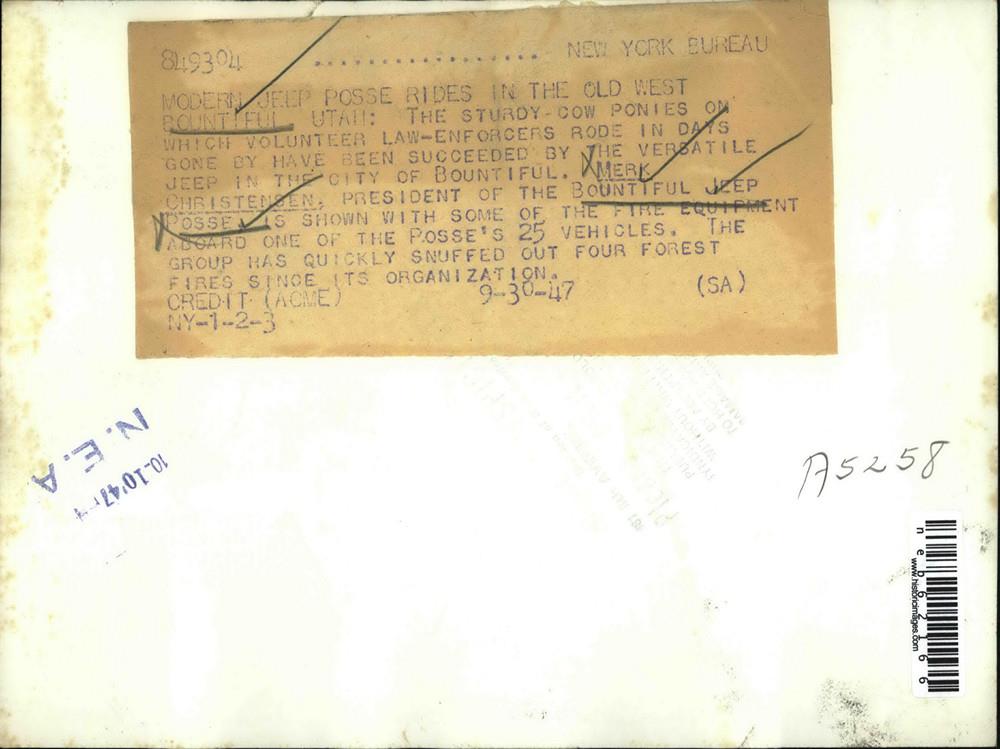 849304 ................. NEW YORK BUREAU
MODERN JEEP POSSE RIDES IN THE OLD WEST
BOUNTIFUL, UTAH: THE STURDY COW PONIES ON
WHICH VOLUNTEER LAW-ENFORCERS RODE IN DAYS
GONE BY HAVE BEEN SUCCEEDED BY THE VERSATILE
JEEP IN THE CITY OF BOUNTIFUL. MERK
CHRISTENSEN, PRESIDENT OF THE BOUNTIFUL JEEP
POSSE, IS SHOWN WITH SOME OF THE FIRE EQUIPMENT
ABOARD ONE OF THE POSSE'S 25 VEHICLES. THE
GROUP HAS QUICKLY SNUFFED OUT FOUR FOREST
FIRES SINCE ITS ORGANIZATION.
CREDIT (ACME) 9-30-47 (SA)
NY-1-2-3
N.E.A
10-10'47
A5258
neb62166
www.historicimages.com